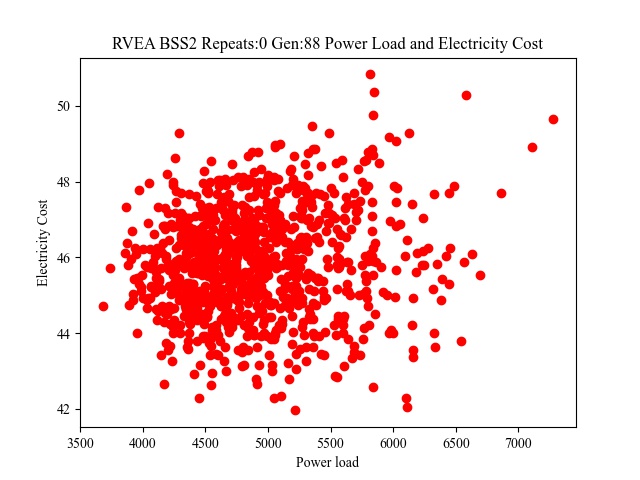 RVEA BSS2 Repeats:0 Gen:88 Power Load and Electricity Cost
50
48
46
44
42
Electricity Cost
3500 4000 4500 5000 5500 6000 6500 7000
Power load